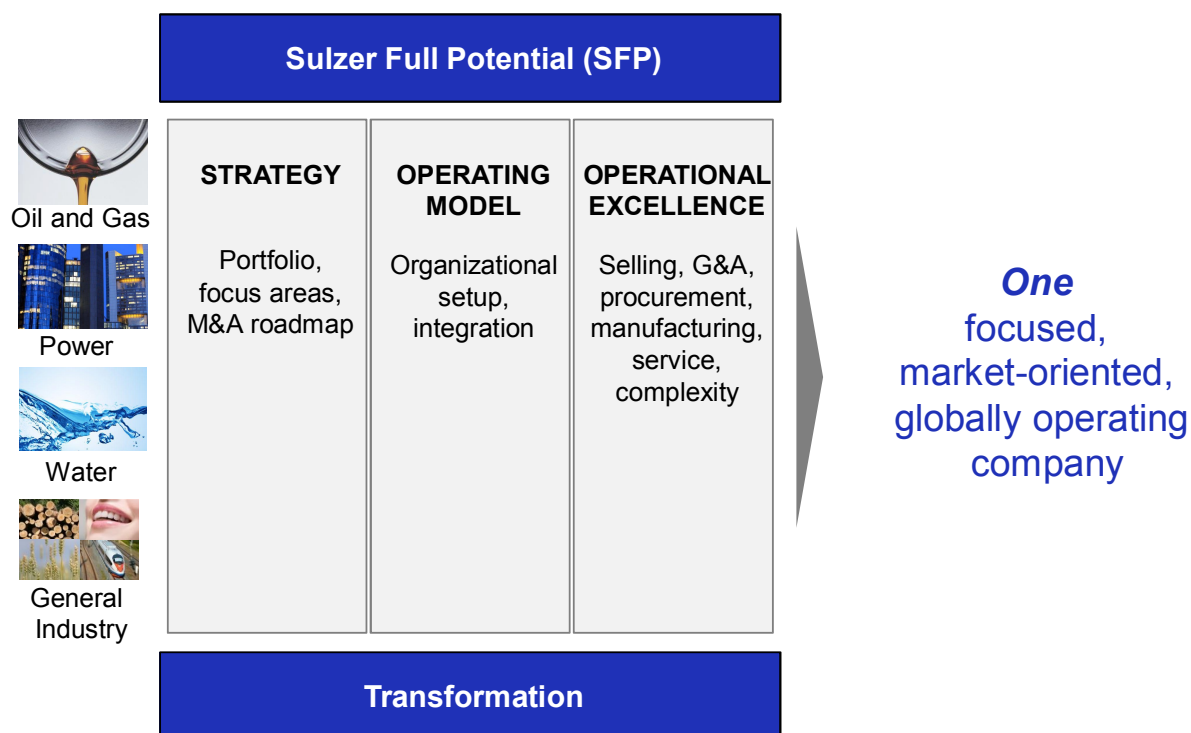 Sulzer Full Potential (SFP)
Oil and Gas
Power
Water
General
Industry
STRATEGY
Portfolio,
focus areas,
M&A roadmap
OPERATING
MODEL
Organizational
setup,
integration
OPERATIONAL
EXCELLENCE
Selling, G&A,
procurement,
manufacturing,
service,
complexity
One
focused,
market-oriented,
globally operating
company
Transformation